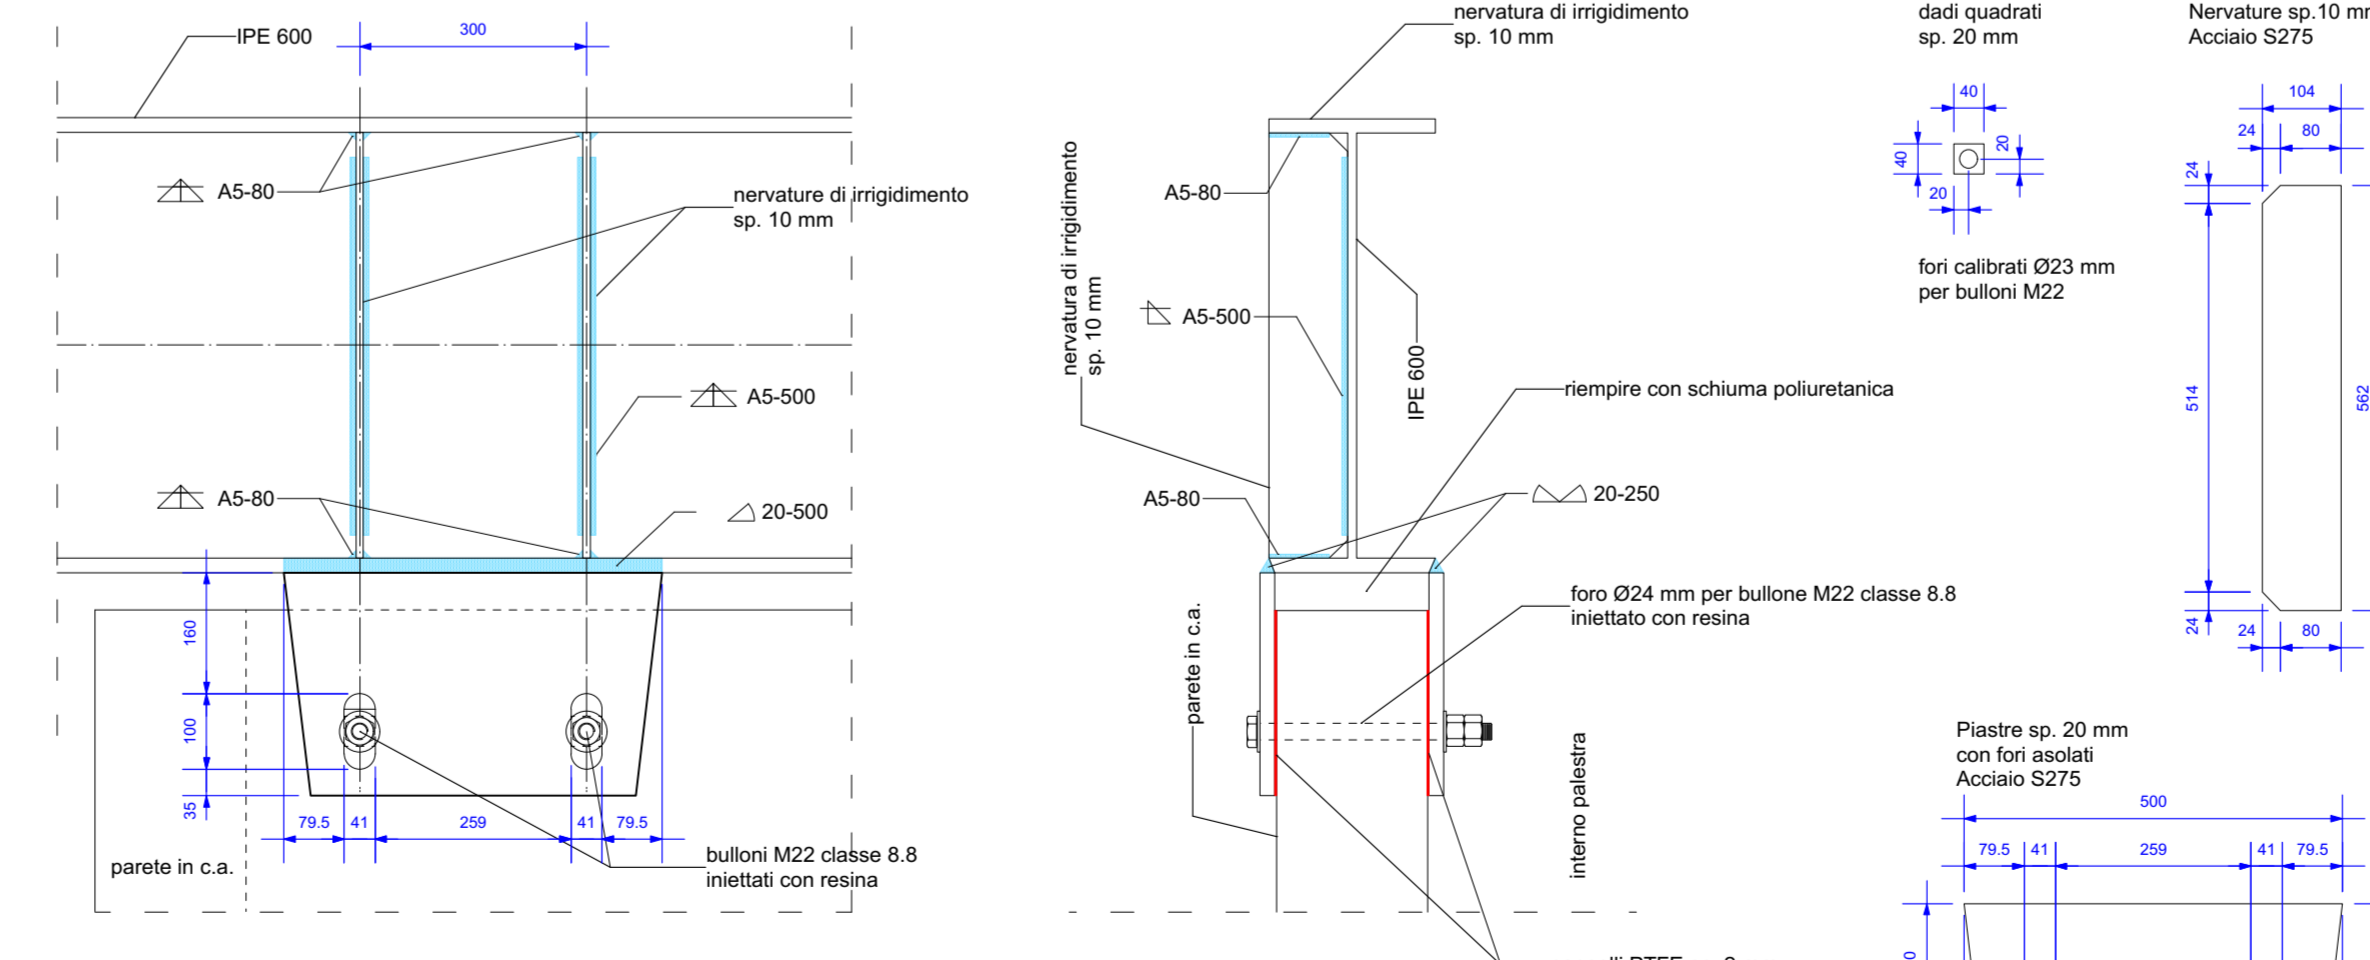 IPE 600
300
A5-80
nervature di irrigidimento
sp. 10 mm
A5-500
A5-80
20-500
160
100
35
79.5
41
259
41
79.5
parete in c.a.
bulloni M22 classe 8.8
iniettati con resina
nervatura di irrigidimento
sp. 10 mm
nervatura di irrigidimento
sp. 10 mm
A5-80
A5-500
IPE 600
riempire con schiuma poliuretanica
A5-80
20-250
foro Ø24 mm per bullone M22 classe 8.8
iniettato con resina
parete in c.a.
interno palestra
dadi quadrati
sp. 20 mm
40
40
20
20
fori calibrati Ø23 mm
per bulloni M22
Nervature sp.10 mm
Acciaio S275
104
24
80
24
514
562
24
24
80
Piastre sp. 20 mm
con fori asolati
Acciaio S275
500
79.5
41
259
41
79.5